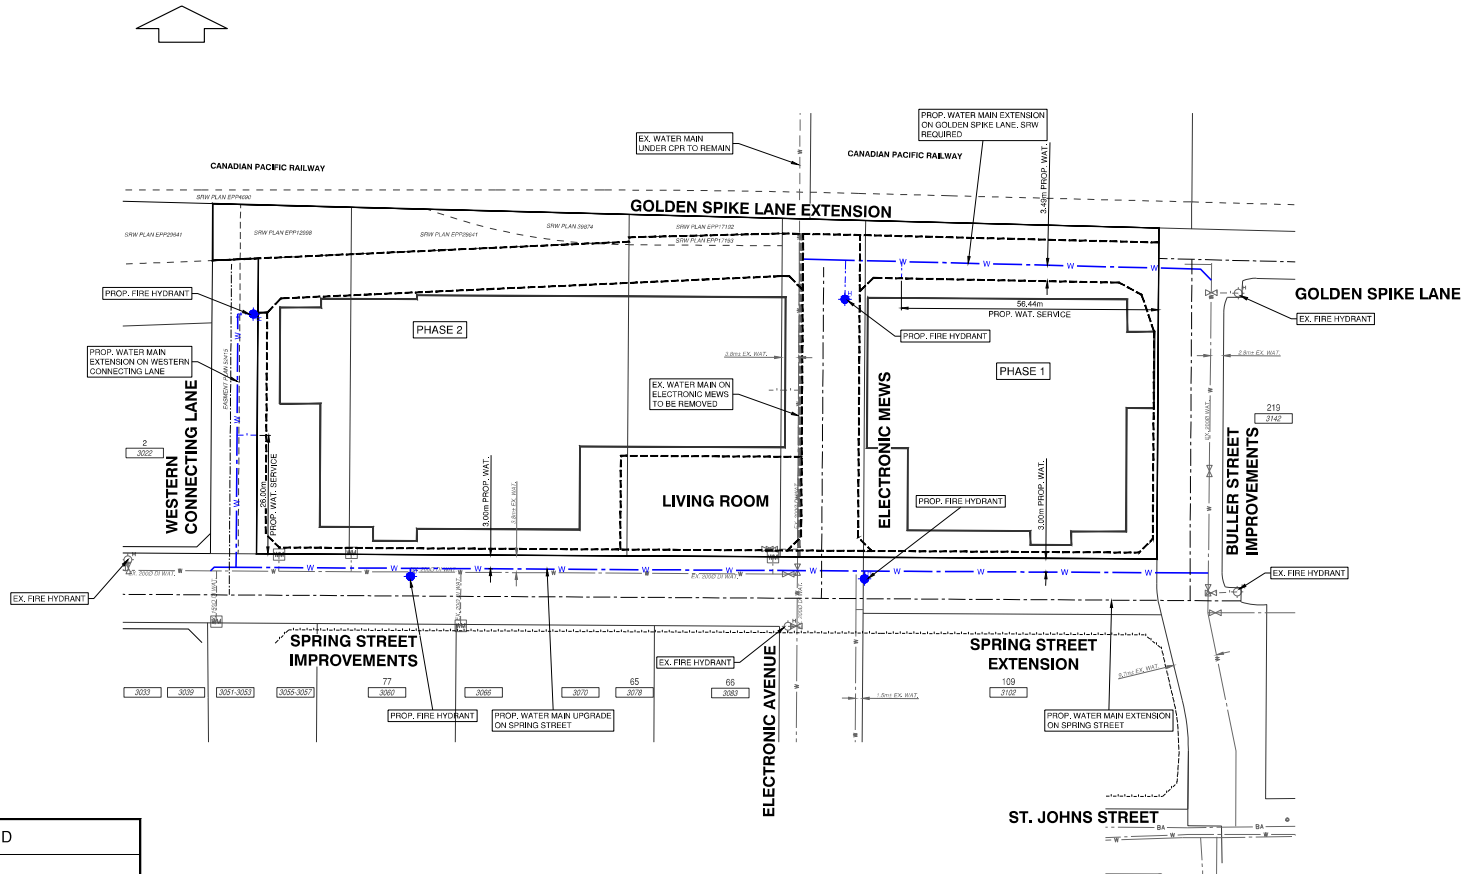 PROP. WATER MAIN EXTENSION
ON GOLDEN SPIKE LANE. SRW
REQUIRED
EX. WATER MAIN
UNDER CPR TO REMAIN
CANADIAN PACIFIC RAILWAY
CANADIAN PACIFIC RAILWAY
3.49m PROP. WAT.
SRW PLAN EPP4690
GOLDEN SPIKE LANE EXTENSION
SRW PLAN EPP29641
SRW PLAN EPP12998
SRW PLAN EPP29641
SRW PLAN 39874
SRW PLAN EPP17192
SRW PLAN EPP17193
PROP. FIRE HYDRANT
GOLDEN SPIKE LANE
EX. FIRE HYDRANT
56.44m
PROP. WAT. SERVICE
PHASE 2
PROP. FIRE HYDRANT
PROP. WATER MAIN
EXTENSION ON WESTERN
CONNECTING LANE
PHASE 1
EX. WATER MAIN ON
ELECTRONIC MEWS
TO BE REMOVED
WESTERN
CONNECTING LANE
ELECTRONIC MEWS
219
3142
2
3022
BULLER STREET
IMPROVEMENTS
26.00m
PROP. WAT. SERVICE
3.00m PROP. WAT.
LIVING ROOM
PROP. FIRE HYDRANT
3.00m PROP. WAT.
EX. FIRE HYDRANT
EX. FIRE HYDRANT
SPRING STREET
IMPROVEMENTS
EX. FIRE HYDRANT
SPRING STREET
EXTENSION
ELECTRONIC AVENUE
77
65
66
109
3033
3039
3051-3053
3055-3057
3060
3066
3070
3078
3083
3102
PROP. FIRE HYDRANT
PROP. WATER MAIN UPGRADE
ON SPRING STREET
PROP. WATER MAIN EXTENSION
ON SPRING STREET
ST. JOHNS STREET
D